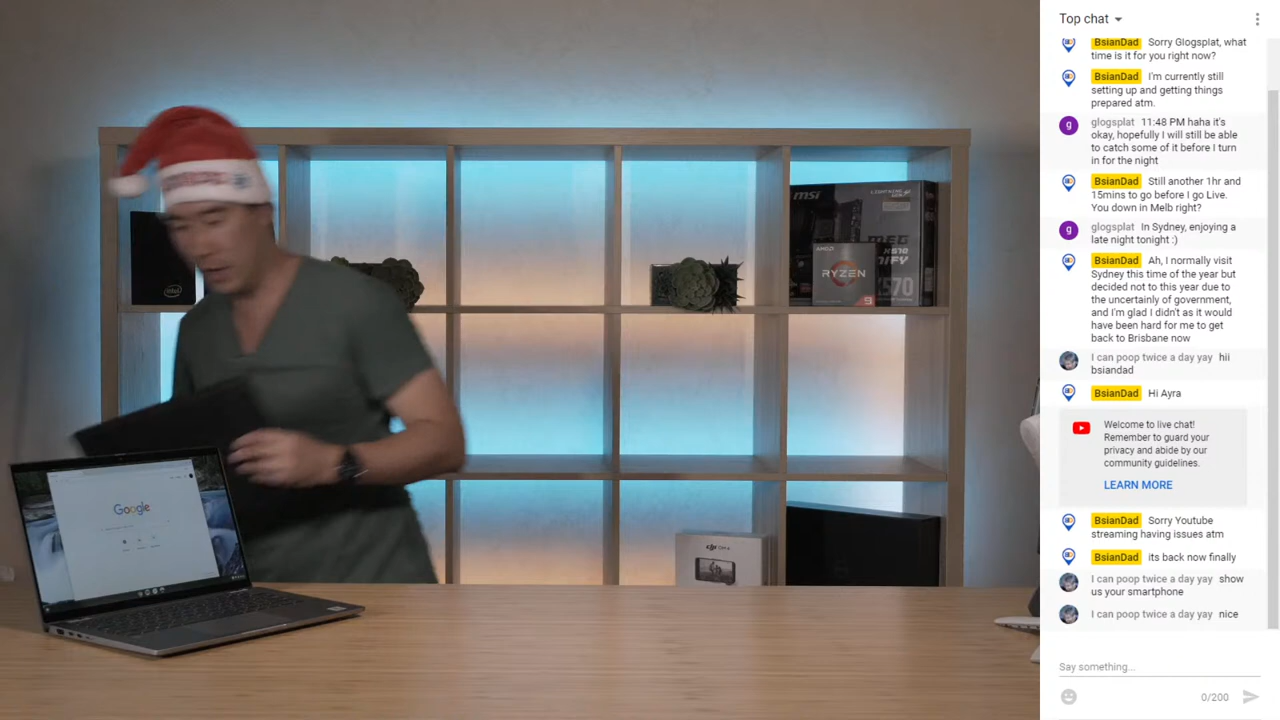 Top chat
BsianDad Sorry Glogsplat, what
time is it for you right now?
BsianDad I'm currently still
setting up and getting things
prepared atm.
g
glogsplat 11:48 PM haha it's
okay, hopefully I will still be able
to catch some of it before I turn
in for the night
BsianDad Still another 1hr and
15mins to go before I go Live.
You down in Melb right?
g
glogsplat In Sydney, enjoying a
late night tonight :)
BsianDad Ah, I normally visit
Sydney this time of the year but
decided not to this year due to
the uncertainly of government,
and I'm glad I didn't as it would
have been hard for me to get
back to Brisbane now
I can poop twice a day yay hii
bsiandad
BsianDad Hi Ayra
Welcome to live chat!
Remember to guard your
privacy and abide by our
community guidelines.
LEARN MORE
BsianDad Sorry Youtube
streaming having issues atm
BsianDad its back now finally
I can poop twice a day yay show
us your smartphone
I can poop twice a day yay nice
Say something...
0/200
msi
MEG
X570
AMD
RYZEN
9
intel
Google
dji